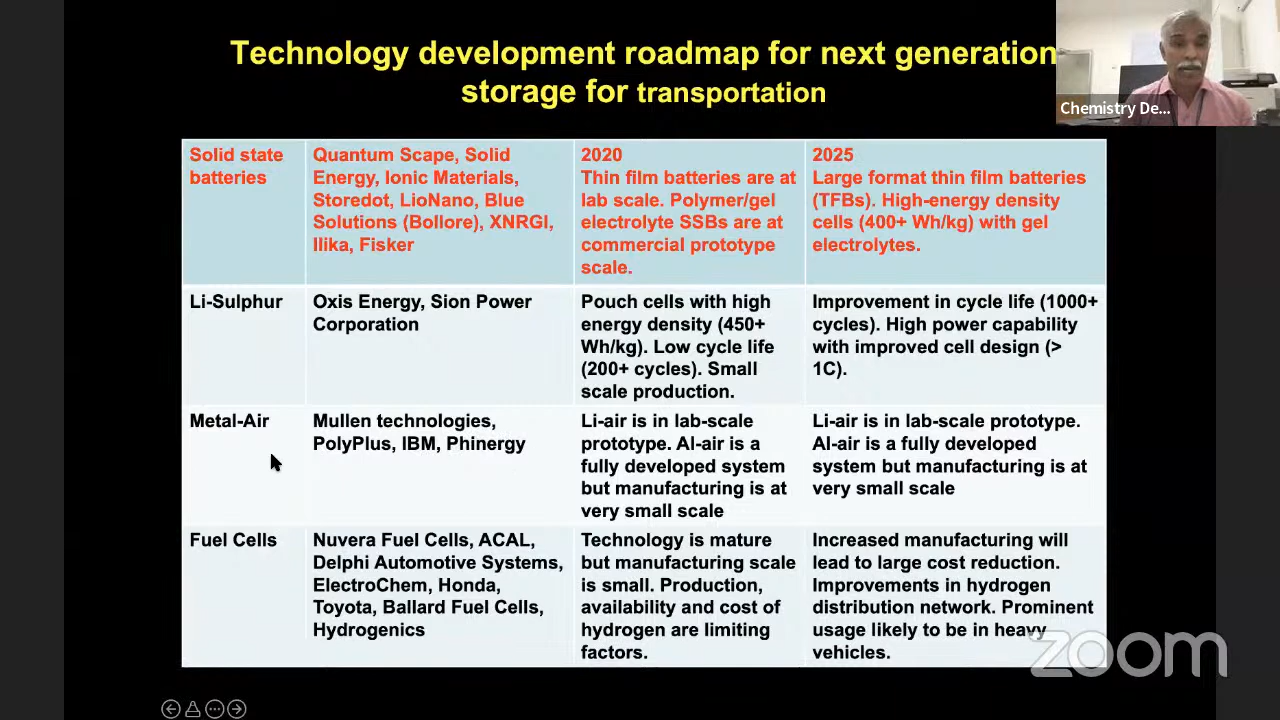 Technology development roadmap for next generation
storage for transportation
Chemistry De...
Solid state
batteries
Quantum Scape, Solid
Energy, Ionic Materials,
Storedot, LioNano, Blue
Solutions (Bollore), XNRGI,
Ilika, Fisker
2020
Thin film batteries are at
lab scale. Polymer/gel
electrolyte SSBs are at
commercial prototype
scale.
2025
Large format thin film batteries
(TFBs). High-energy density
cells (400+ Wh/kg) with gel
electrolytes.
Li-Sulphur
Oxis Energy, Sion Power
Corporation
Pouch cells with high
energy density (450+
Wh/kg). Low cycle life
(200+ cycles). Small
scale production.
Improvement in cycle life (1000+
cycles). High power capability
with improved cell design (>
1C).
Metal-Air
Mullen technologies,
PolyPlus, IBM, Phinergy
Li-air is in lab-scale
prototype. Al-air is a
fully developed system
but manufacturing is at
very small scale
Li-air is in lab-scale prototype.
Al-air is a fully developed
system but manufacturing is at
very small scale
Fuel Cells
Nuvera Fuel Cells, ACAL,
Delphi Automotive Systems,
ElectroChem, Honda,
Toyota, Ballard Fuel Cells,
Hydrogenics
Technology is mature
but manufacturing scale
is small. Production,
availability and cost of
hydrogen are limiting
factors.
Increased manufacturing will
lead to large cost reduction.
Improvements in hydrogen
distribution network. Prominent
usage likely to be in heavy
vehicles.
zoom